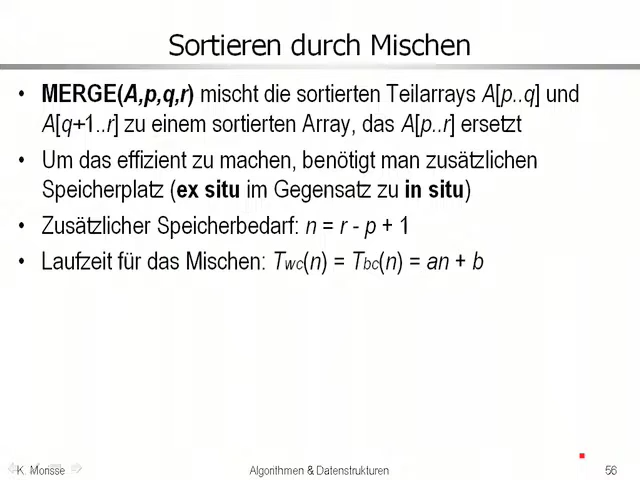 Sortieren durch Mischen
• MERGE(A,p,q,r) mischt die sortierten Teilarrays A[p..q] und
A[q+1..r] zu einem sortierten Array, das A[p..r] ersetzt
• Um das effizient zu machen, benötigt man zusätzlichen
Speicherplatz (ex situ im Gegensatz zu in situ)
• Zusätzlicher Speicherbedarf: n = r - p + 1
• Laufzeit für das Mischen: Twc(n) = Tbc(n) = an + b
K. Morisse Algorithmen & Datenstrukturen 56